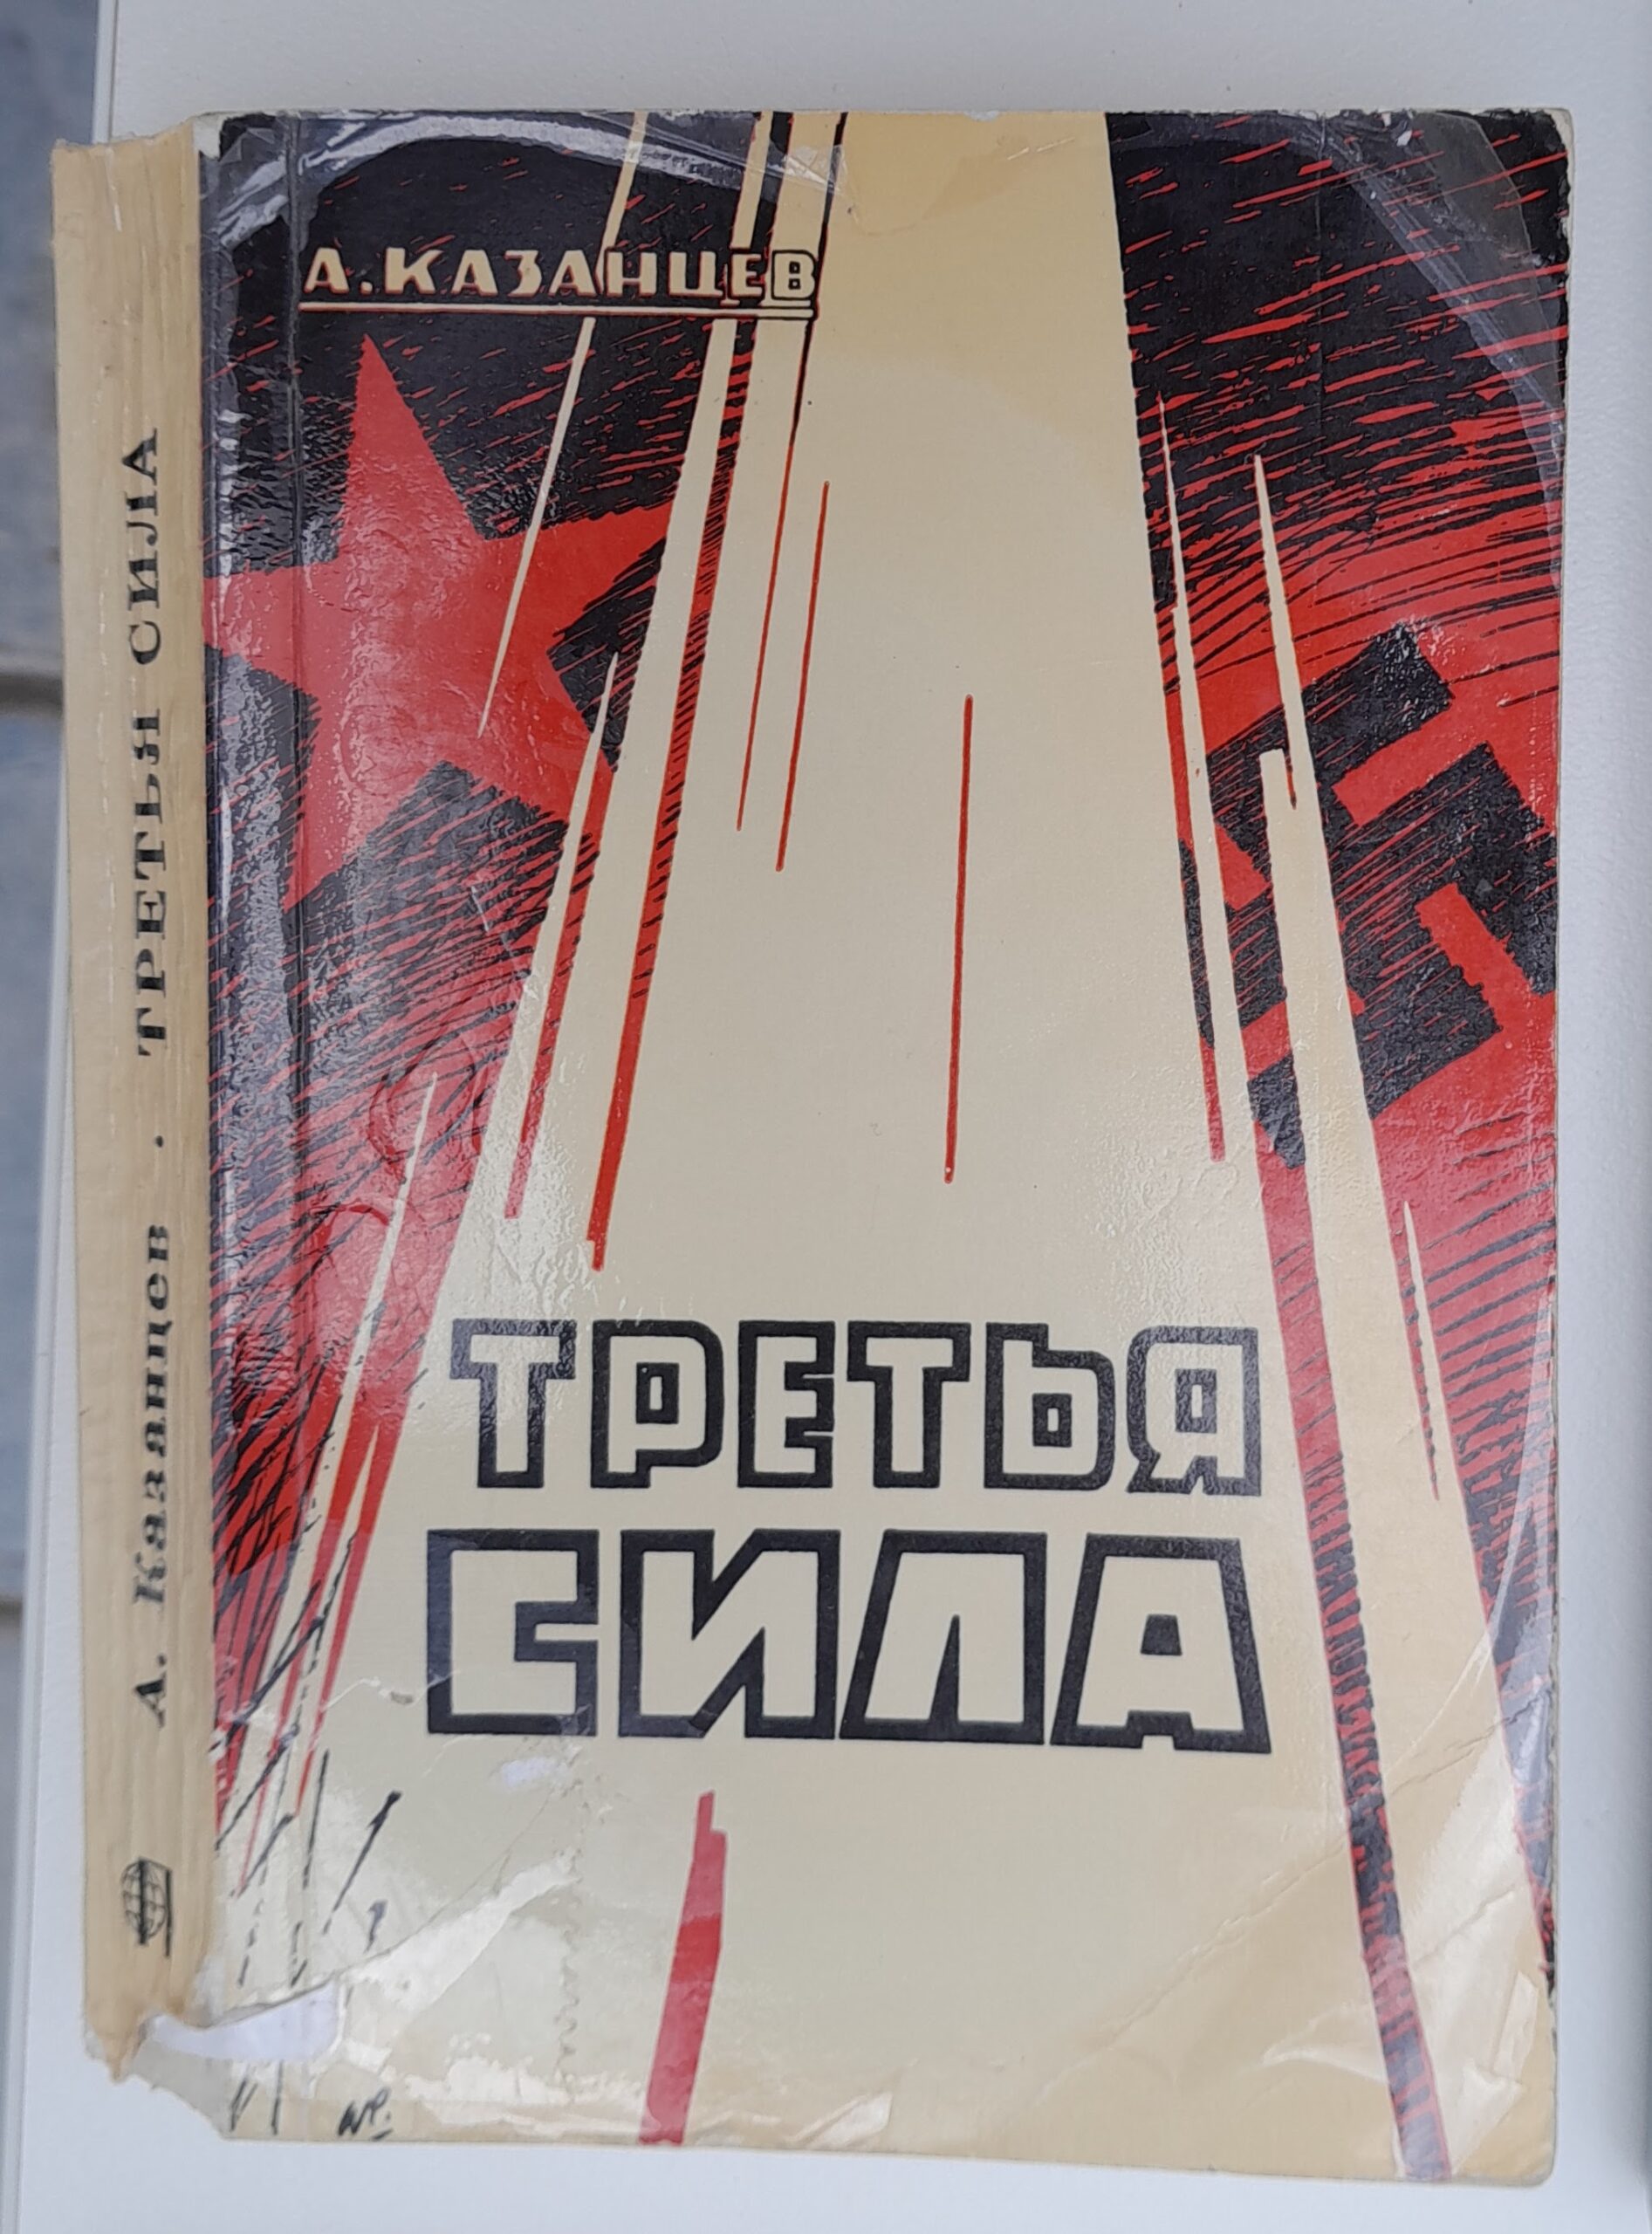 А. КАЗАНЦЕВ
ТРЕТЬЯ
СИЛА
А. Казанцев · ТРЕТЬЯ СИЛА